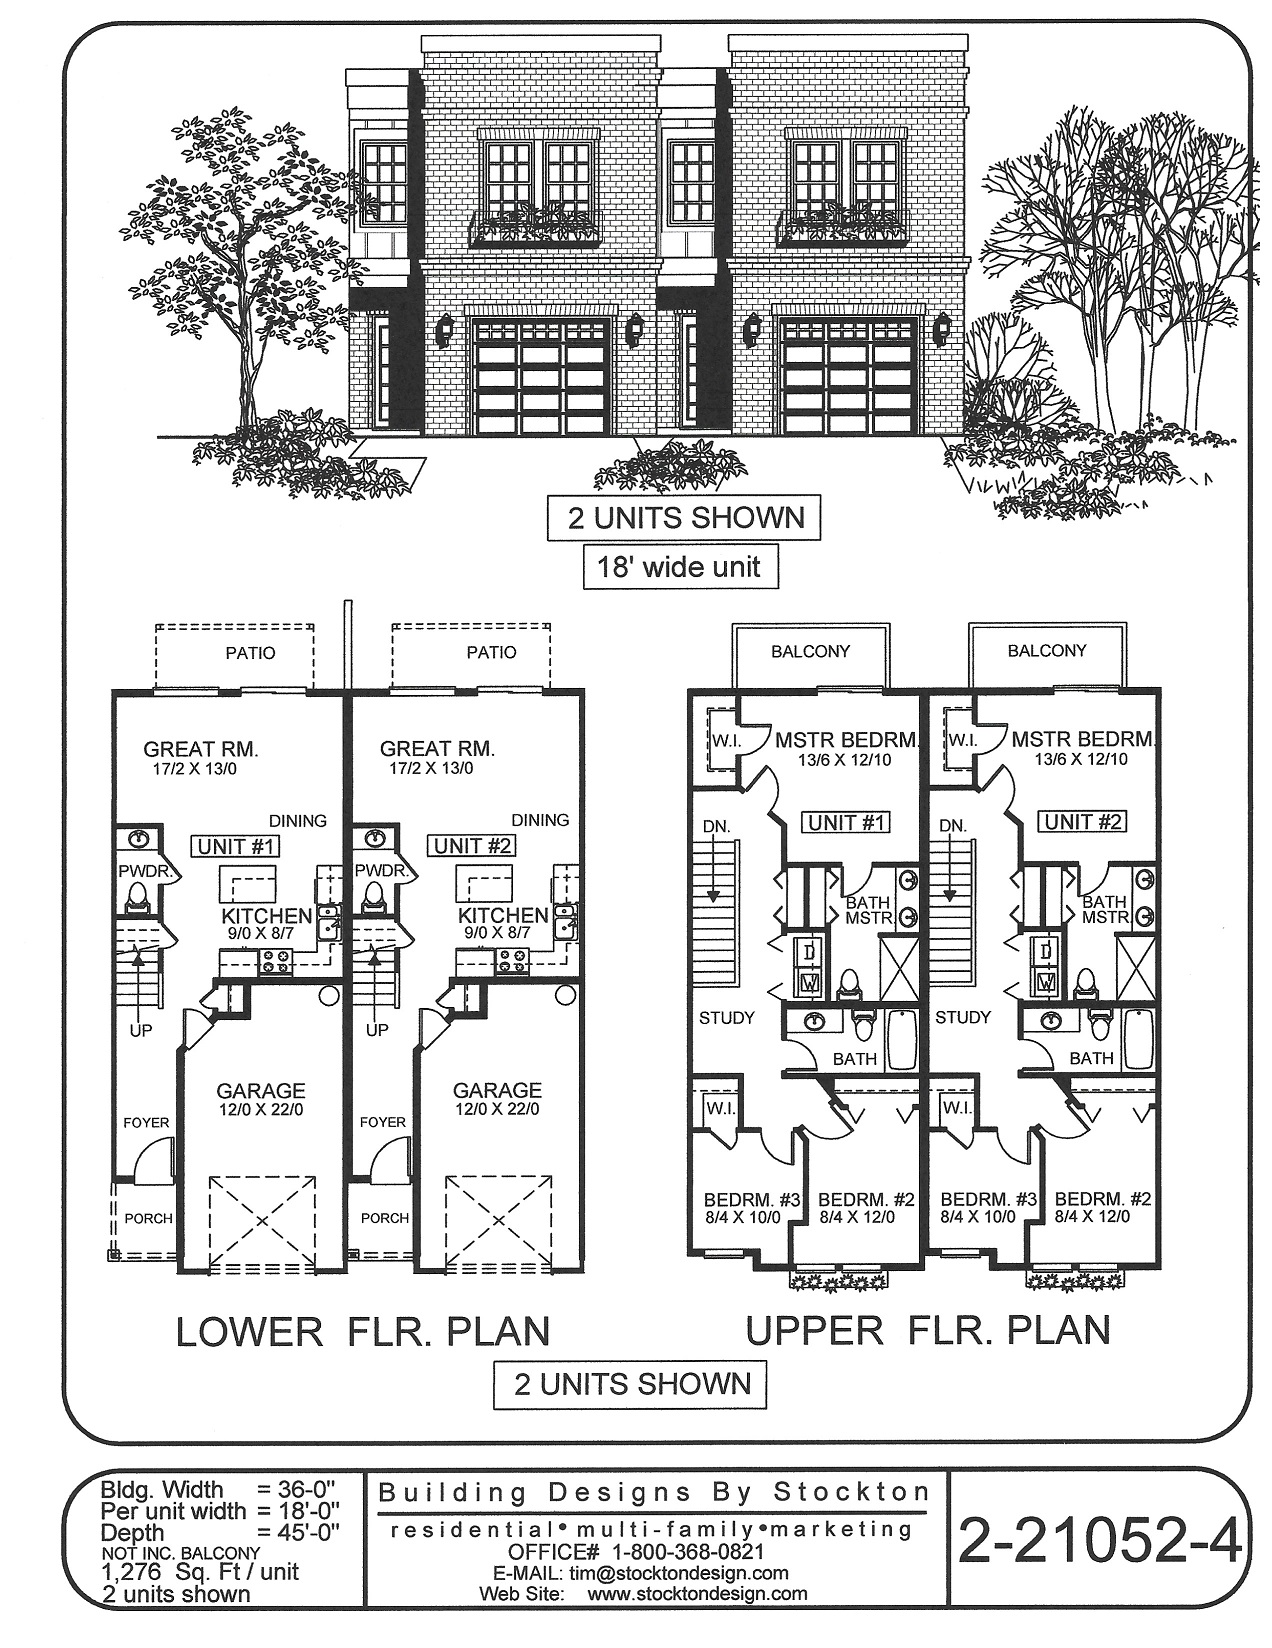 2 UNITS SHOWN
18' wide unit
PATIO
PATIO
GREAT RM.
17/2 X 13/0
GREAT RM.
17/2 X 13/0
DINING
DINING
UNIT #1
UNIT #2
PWDR.
PWDR.
KITCHEN
9/0 X 8/7
KITCHEN
9/0 X 8/7
UP
UP
GARAGE
12/0 X 22/0
GARAGE
12/0 X 22/0
FOYER
FOYER
PORCH
PORCH
LOWER FLR. PLAN
BALCONY
BALCONY
W.I.
MSTR BEDRM.
13/6 X 12/10
W.I.
MSTR BEDRM.
13/6 X 12/10
DN.
UNIT #1
DN.
UNIT #2
BATH
MSTR.
BATH
MSTR.
D
W
D
W
STUDY
STUDY
BATH
BATH
W.I.
W.I.
BEDRM. #3
8/4 X 10/0
BEDRM. #2
8/4 X 12/0
BEDRM. #3
8/4 X 10/0
BEDRM. #2
8/4 X 12/0
UPPER FLR. PLAN
2 UNITS SHOWN
Bldg. Width = 36-0"
Per unit width = 18'-0"
Depth = 45'-0"
NOT INC. BALCONY
1,276 Sq. Ft / unit
2 units shown
Building Designs By Stockton
residential• multi-family•marketing
OFFICE# 1-800-368-0821
E-MAIL: tim@stocktondesign.com
Web Site: www.stocktondesign.com
2-21052-4